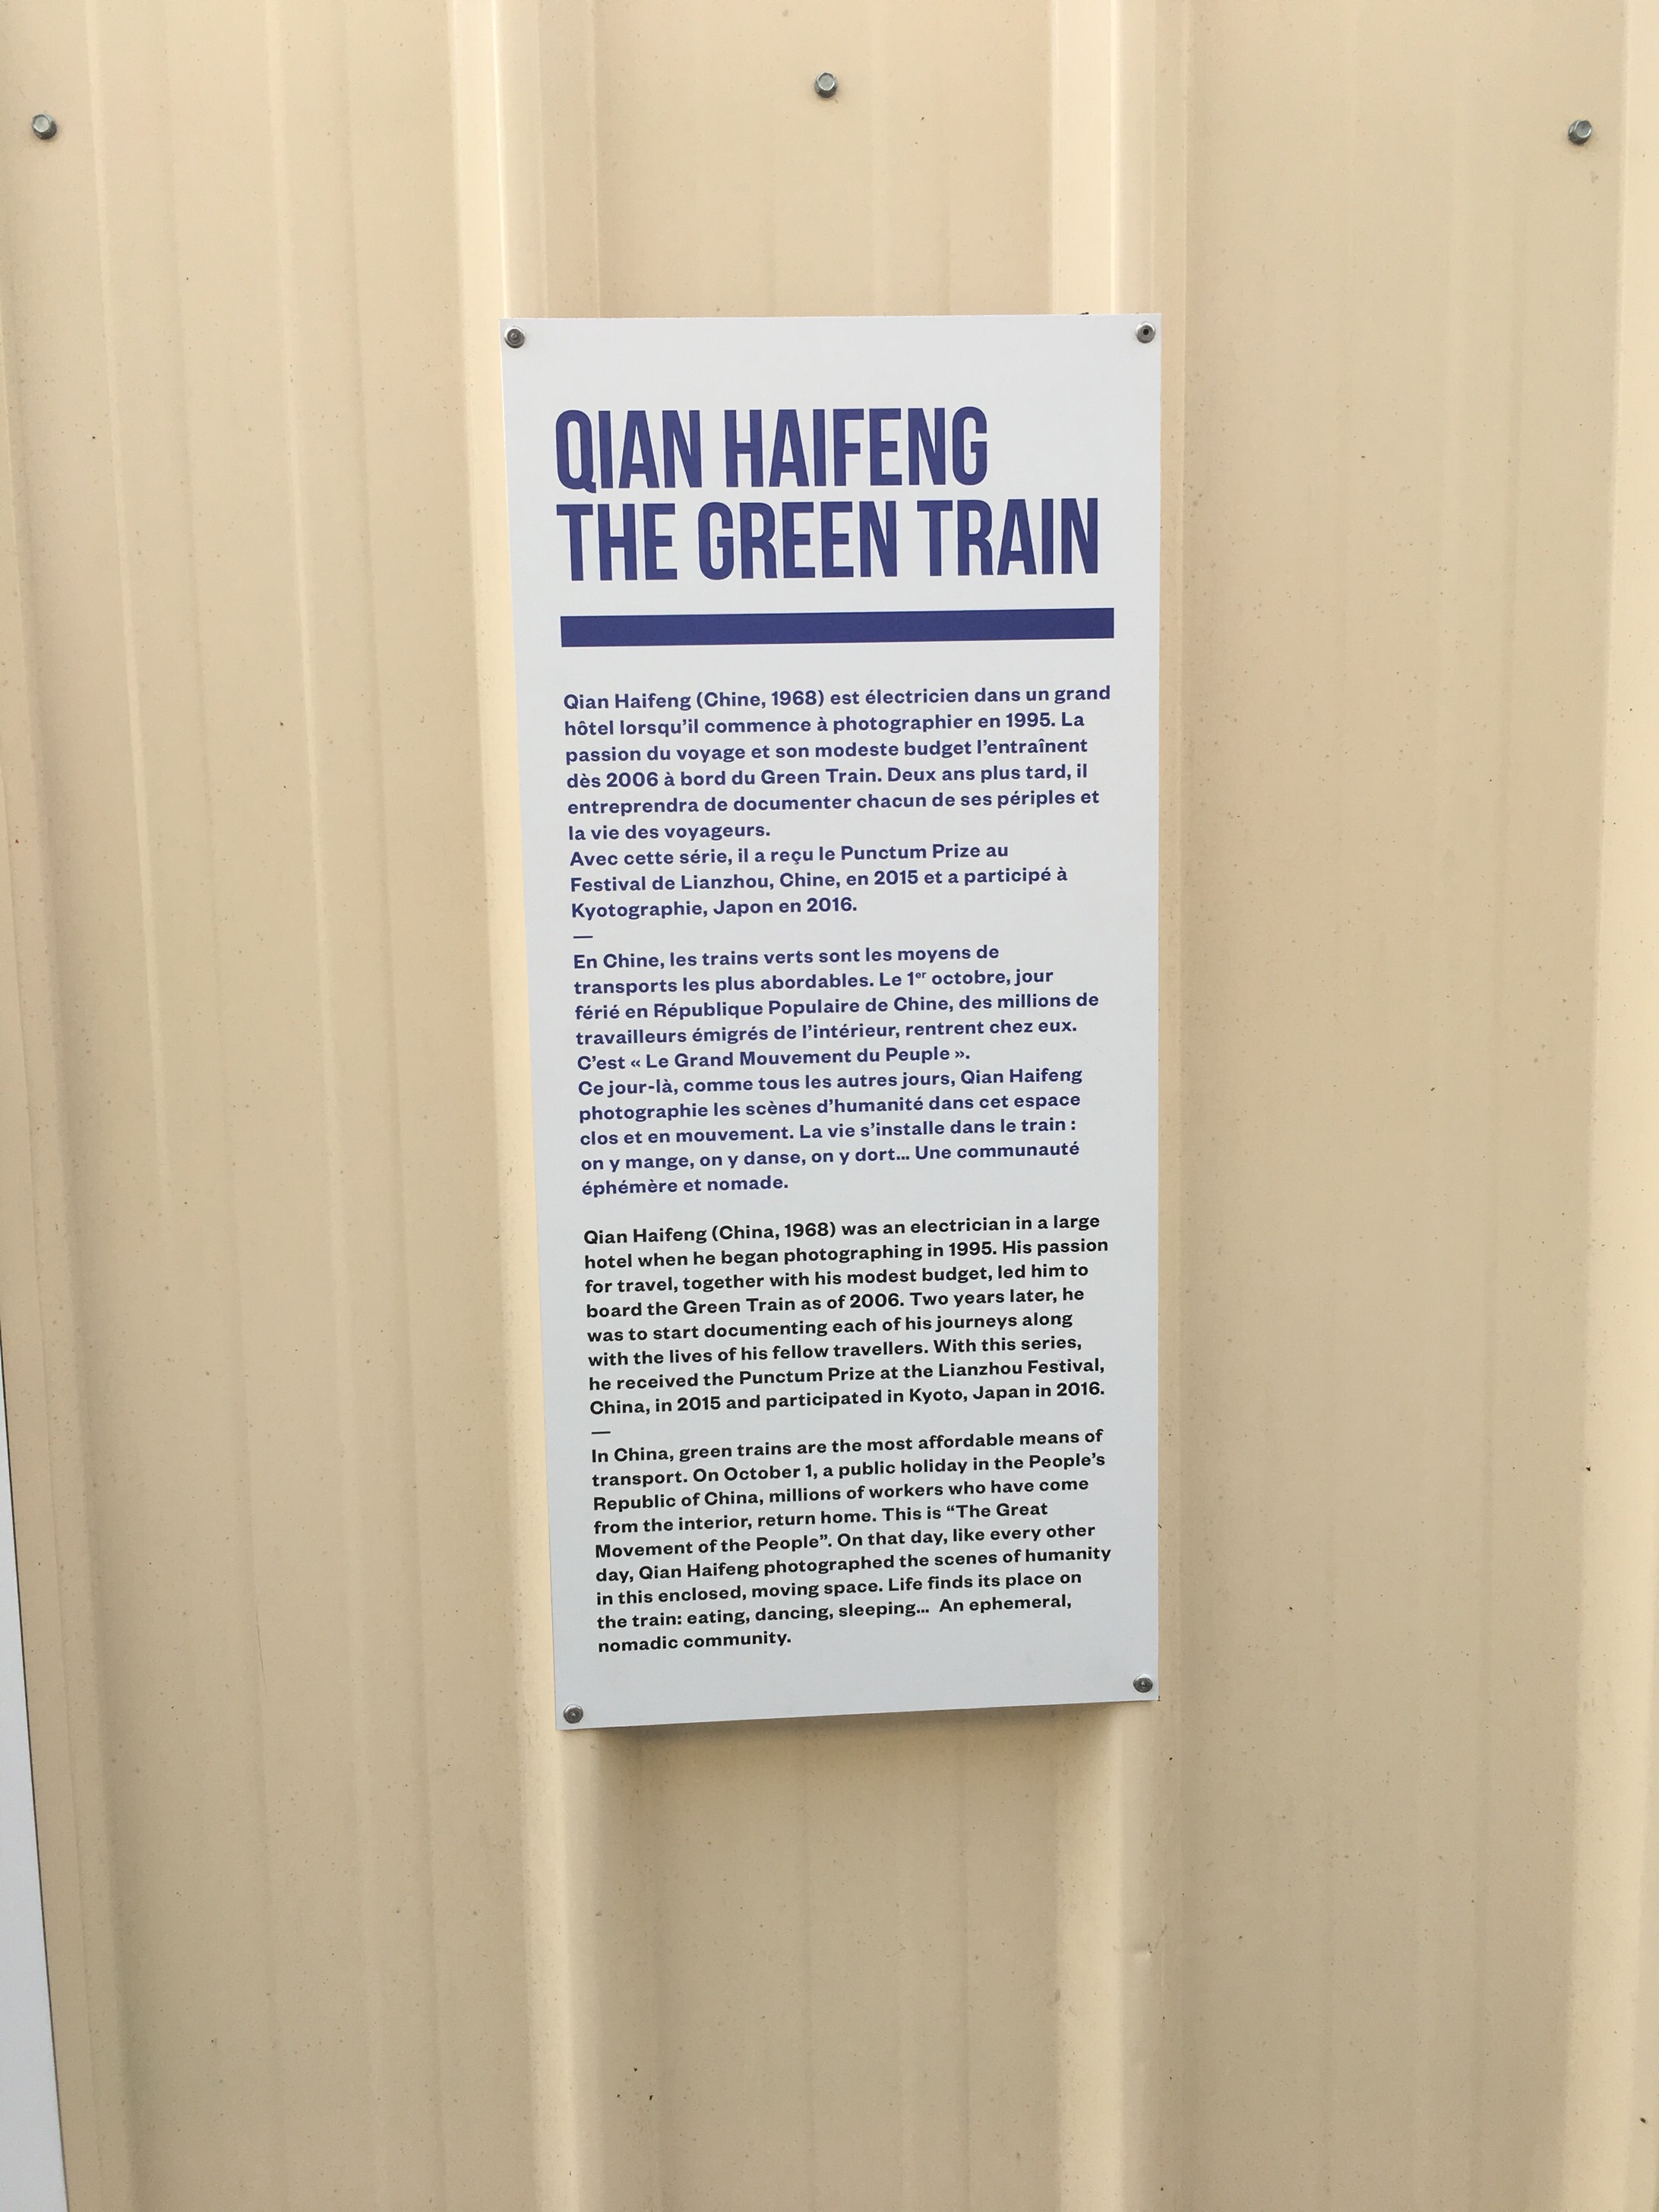 QIAN HAIFENG
THE GREEN TRAIN
Qian Haifeng (Chine, 1968) est électricien dans un grand
hôtel lorsqu'il commence à photographier en 1995. La
passion du voyage et son modeste budget l'entraînent
dès 2006 à bord du Green Train. Deux ans plus tard, il
entreprendra de documenter chacun de ses périples et
la vie des voyageurs.
Avec cette série, il a reçu le Punctum Prize au
Festival de Lianzhou, Chine, en 2015 et a participé à
Kyotographie, Japon en 2016.
—
En Chine, les trains verts sont les moyens de
transports les plus abordables. Le 1er octobre, jour
férié en République Populaire de Chine, des millions de
travailleurs émigrés de l'intérieur, rentrent chez eux.
C'est « Le Grand Mouvement du Peuple ».
Ce jour-là, comme tous les autres jours, Qian Haifeng
photographie les scènes d'humanité dans cet espace
clos et en mouvement. La vie s'installe dans le train :
on y mange, on y danse, on y dort... Une communauté
éphémère et nomade.
Qian Haifeng (China, 1968) was an electrician in a large
hotel when he began photographing in 1995. His passion
for travel, together with his modest budget, led him to
board the Green Train as of 2006. Two years later, he
was to start documenting each of his journeys along
with the lives of his fellow travellers. With this series,
he received the Punctum Prize at the Lianzhou Festival,
China, in 2015 and participated in Kyoto, Japan in 2016.
—
In China, green trains are the most affordable means of
transport. On October 1, a public holiday in the People's
Republic of China, millions of workers who have come
from the interior, return home. This is “The Great
Movement of the People”. On that day, like every other
day, Qian Haifeng photographed the scenes of humanity
in this enclosed, moving space. Life finds its place on
the train: eating, dancing, sleeping... An ephemeral,
nomadic community.